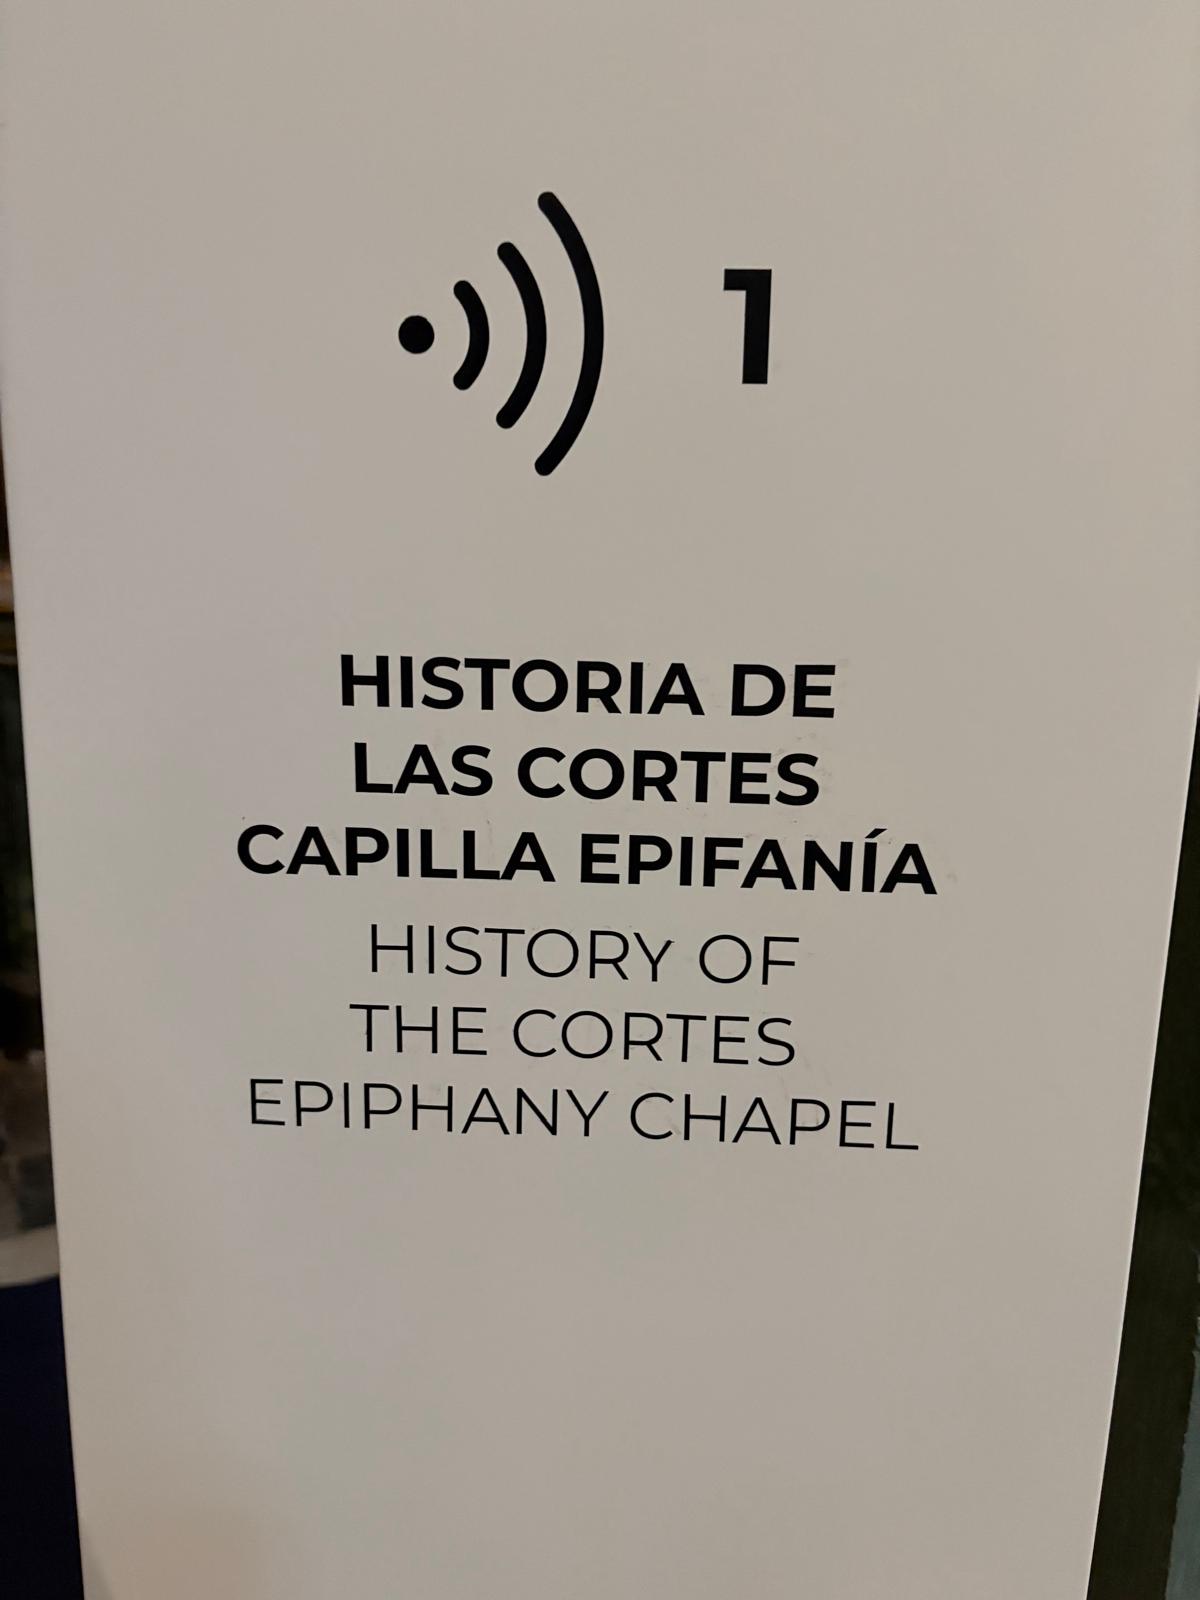 1
HISTORIA DE
LAS CORTES
CAPILLA EPIFANÍA
HISTORY OF
THE CORTES
EPIPHANY CHAPEL